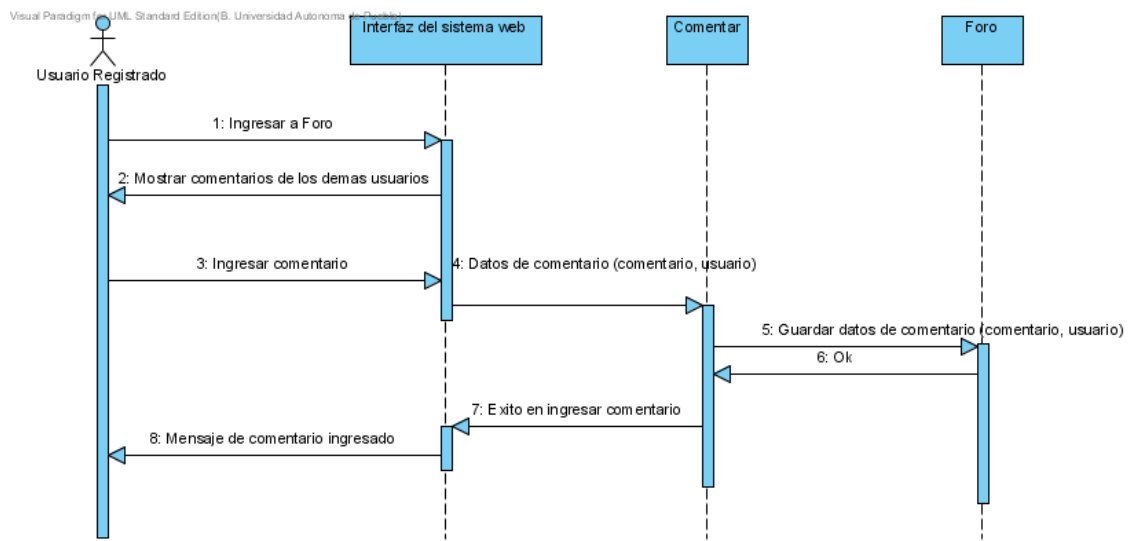 Visual Paradigm for UML Standard Edition(B. Universidad Autonoma de Puebla)
Interfaz del sistema web
Comentar
Foro
Usuario Registrado
1: Ingresar a Foro
2: Mostrar comentarios de los demas usuarios
3: Ingresar comentario
4: Datos de comentario (comentario, usuario)
5: Guardar datos de comentario (comentario, usuario)
6: Ok
7: Exito en ingresar comentario
8: Mensaje de comentario ingresado